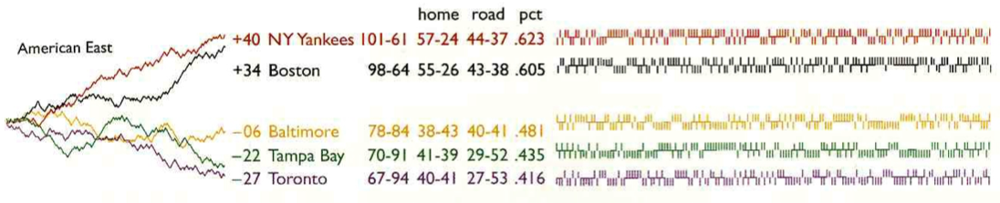 home road pct
American East
+40 NY Yankees 101-61 57-24 44-37 .623
+34 Boston 98-64 55-26 43-38 .605
−06 Baltimore 78-84 38-43 40-41 .481
−22 Tampa Bay 70-91 41-39 29-52 .435
−27 Toronto 67-94 40-41 27-53 .416